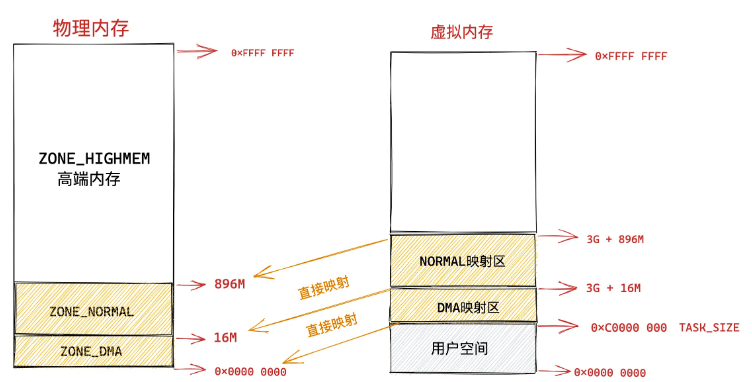 物理内存
0×FFFF FFFF
ZONE_HIGHMEM
高端内存
896M
ZONE_NORMAL
16M
ZONE_DMA
0×0000 0000
直接映射
直接映射
虚拟内存
0×FFFF FFFF
3G + 896M
NORMAL映射区
3G + 16M
DMA映射区
0×C0000 000 TASK_SIZE
用户空间
0×0000 0000